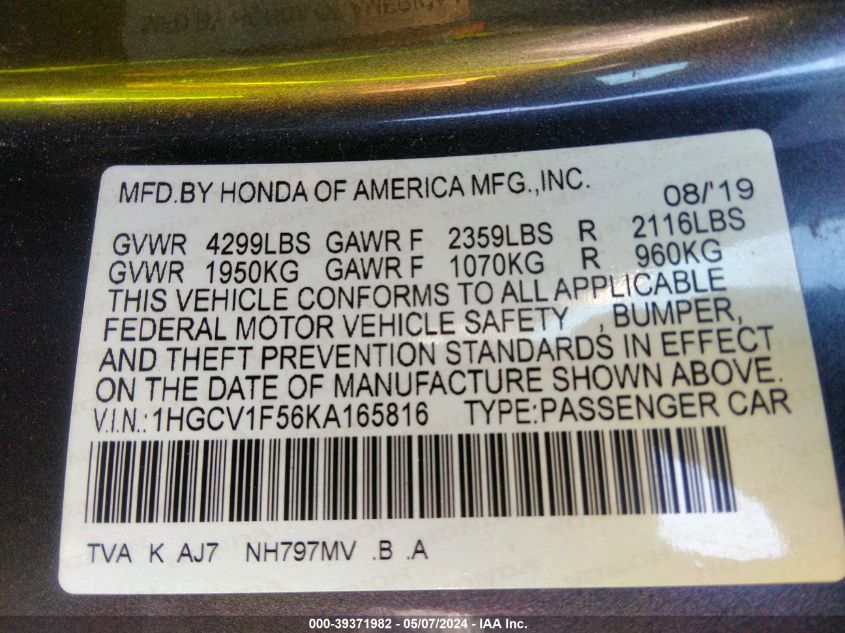 MFD.BY HONDA OF AMERICA MFG.,INC. 08/'19
GVWR 4299LBS GAWR F 2359LBS R 2116LBS
GVWR 1950KG GAWR F 1070KG R 960KG
THIS VEHICLE CONFORMS TO ALL APPLICABLE
FEDERAL MOTOR VEHICLE SAFETY , BUMPER,
AND THEFT PREVENTION STANDARDS IN EFFECT
ON THE DATE OF MANUFACTURE SHOWN ABOVE.
V.I.N.: 1HGCV1F56KA165816 TYPE:PASSENGER CAR
TVA K AJ7 NH797MV .B .A
000-39371982 - 05/07/2024 - IAA Inc.